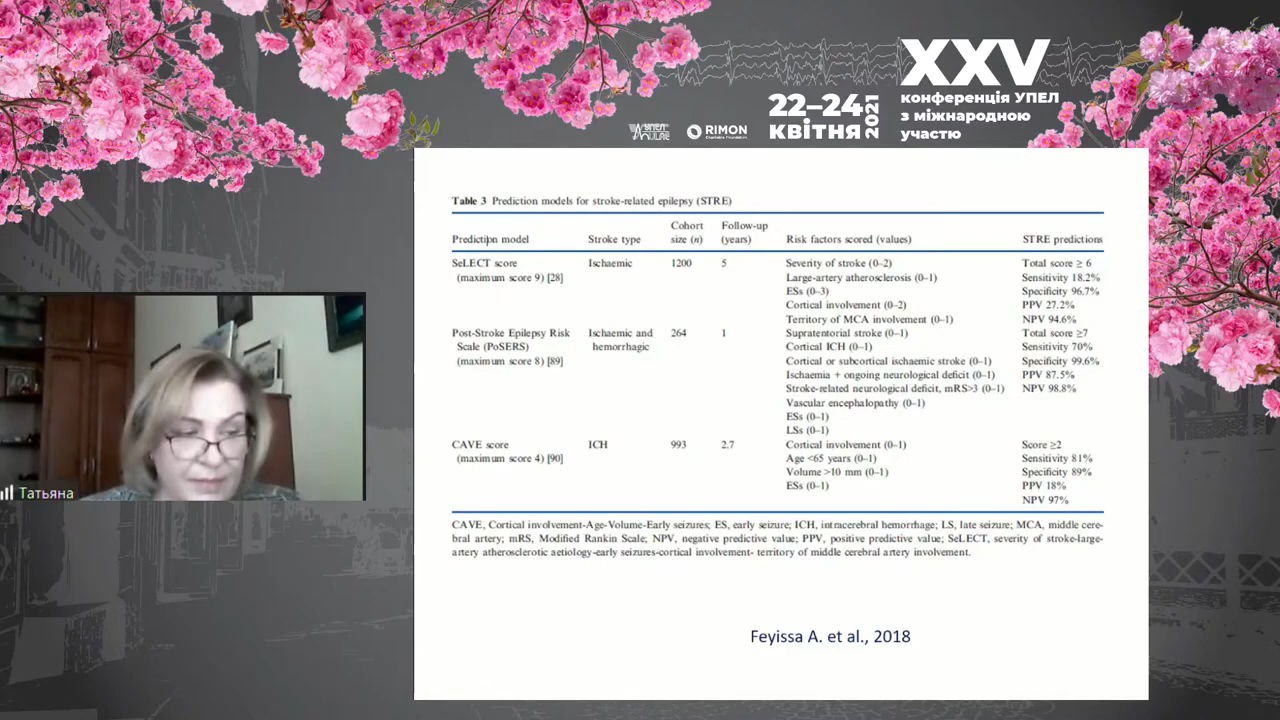 XXV
22–24
КВІТНЯ
2021
конференція УПЕЛ
з міжнародною
участю
RIMON
Table 3 Prediction models for stroke-related epilepsy (STRE)
Prediction model Stroke type Cohort size (n) Follow-up (years) Risk factors scored (values) STRE predictions
SeLECT score Ischaemic 1200 5 Severity of stroke (0–2) Total score ≥ 6
(maximum score 9) [28] Large-artery atherosclerosis (0–1) Sensitivity 18.2%
ESs (0–3) Specificity 96.7%
Cortical involvement (0–2) PPV 27.2%
Territory of MCA involvement (0–1) NPV 94.6%
Post-Stroke Epilepsy Risk Ischaemic and 264 1 Supratentorial stroke (0–1) Total score ≥7
Scale (PoSERS) hemorrhagic Cortical ICH (0–1) Sensitivity 70%
(maximum score 8) [89] Cortical or subcortical ischaemic stroke (0–1) Specificity 99.6%
Ischaemia + ongoing neurological deficit (0–1) PPV 87.5%
Stroke-related neurological deficit, mRS>3 (0–1) NPV 98.8%
Vascular encephalopathy (0–1)
ESs (0–1)
LSs (0–1)
CAVE score ICH 993 2.7 Cortical involvement (0–1) Score ≥2
(maximum score 4) [90] Age <65 years (0–1) Sensitivity 81%
Volume >10 mm (0–1) Specificity 89%
ESs (0–1) PPV 18%
NPV 97%
CAVE, Cortical involvement-Age-Volume-Early seizures; ES, early seizure; ICH, intracerebral hemorrhage; LS, late seizure; MCA, middle cere-
bral artery; mRS, Modified Rankin Scale; NPV, negative predictive value; PPV, positive predictive value; SeLECT, severity of stroke-large-
artery atherosclerotic aetiology-early seizures-cortical involvement- territory of middle cerebral artery involvement.
Feyissa A. et al., 2018
Татьяна